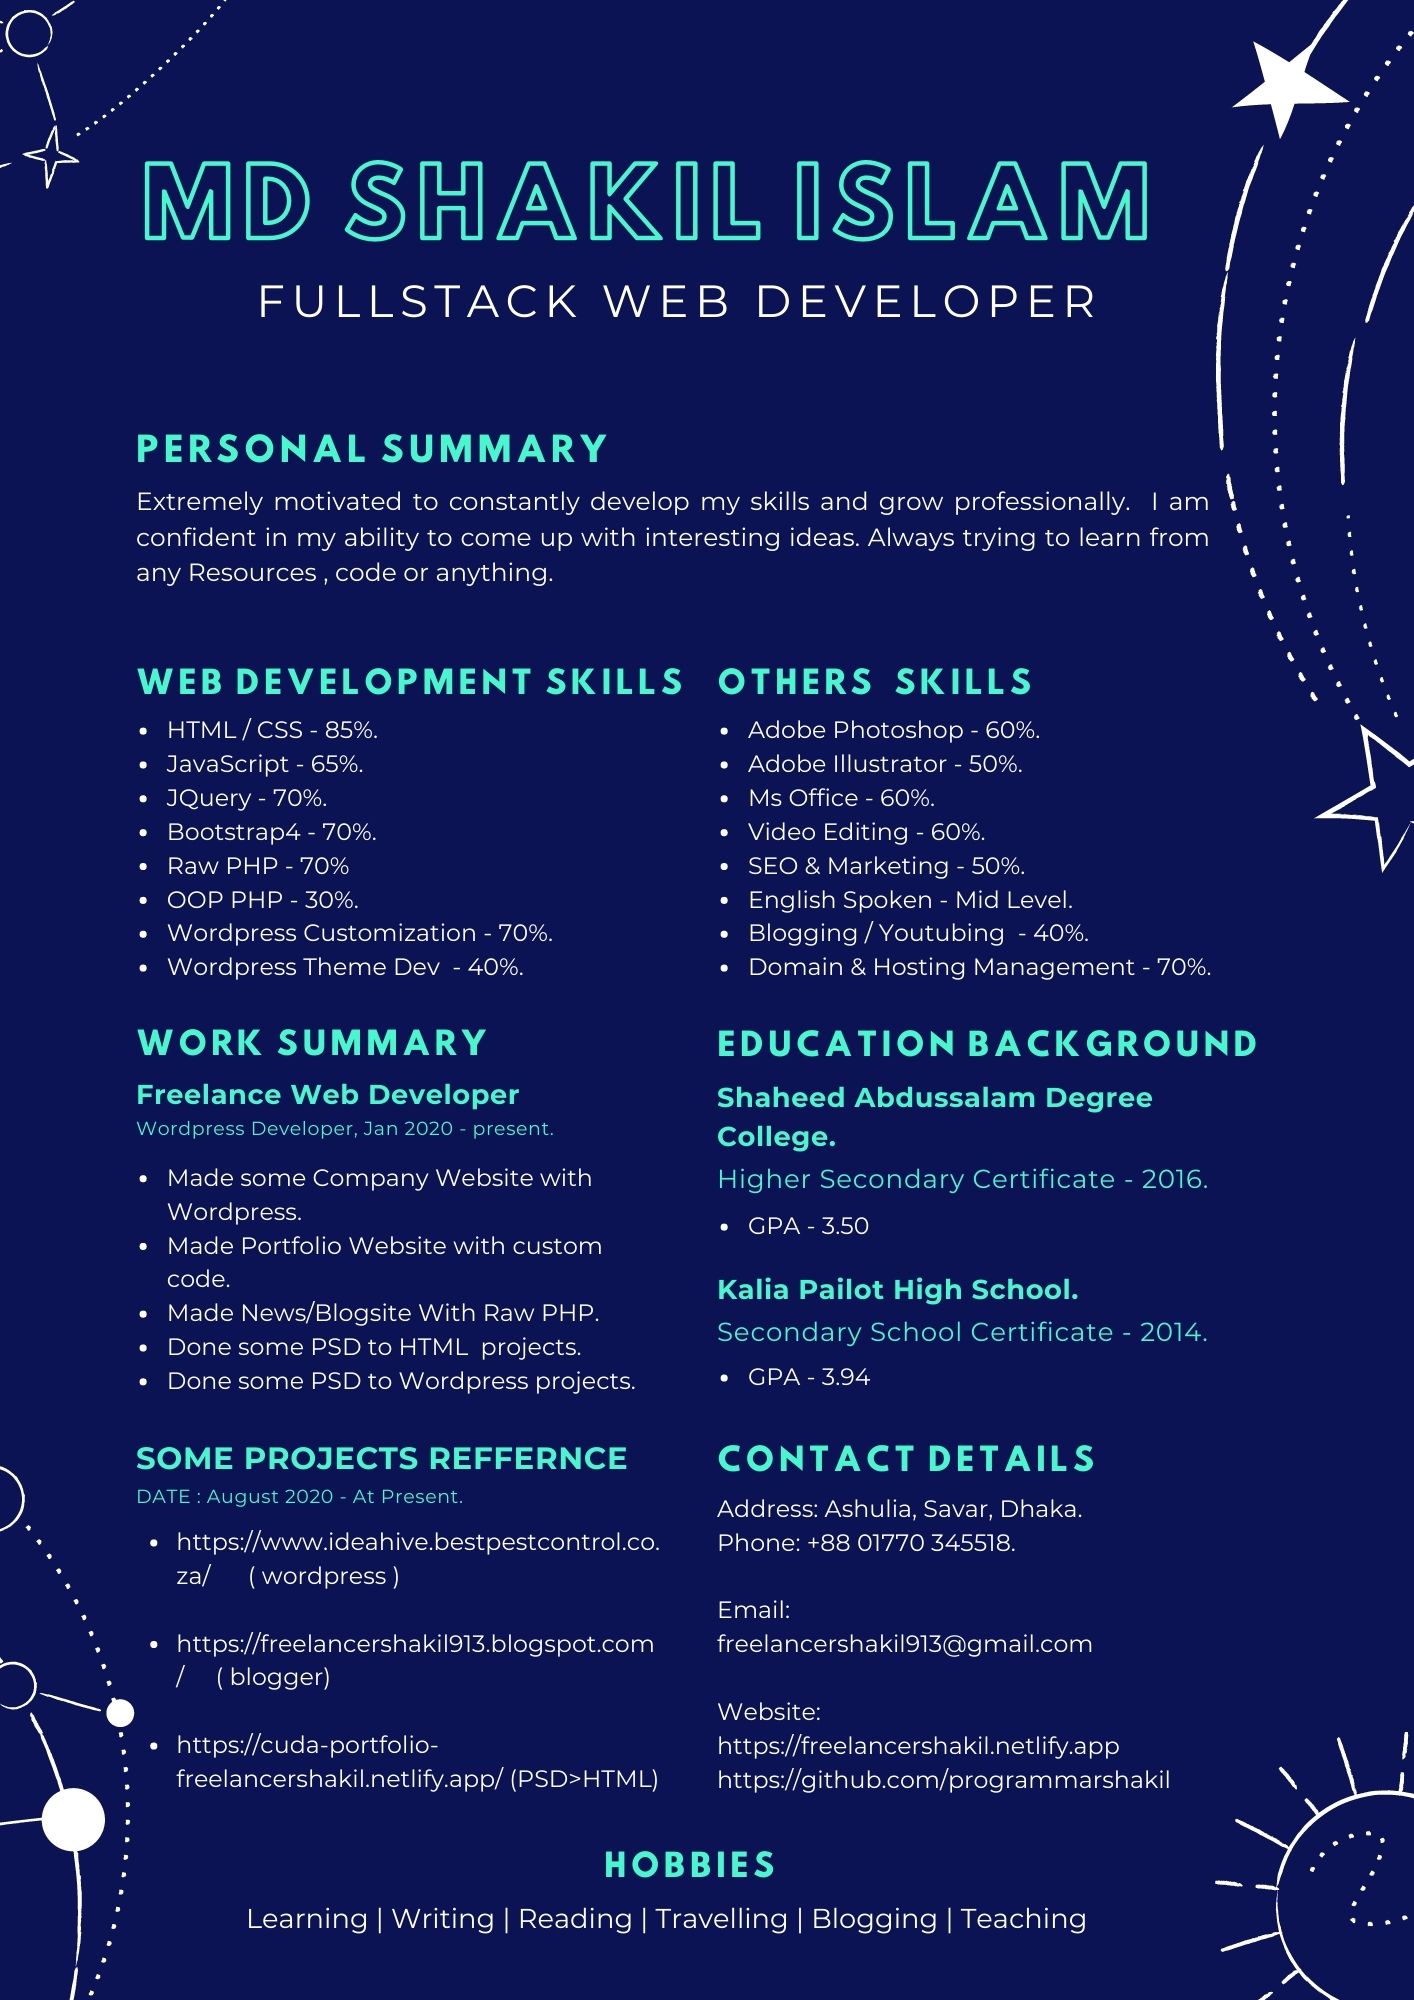 MD SHAKIL ISLAM
FULLSTACK WEB DEVELOPER
PERSONAL SUMMARY
Extremely motivated to constantly develop my skills and grow professionally.  I am
confident in my ability to come up with interesting ideas. Always trying to learn from
any Resources , code or anything.
WEB DEVELOPMENT SKILLS
• HTML / CSS - 85%.
• JavaScript - 65%.
• JQuery - 70%.
• Bootstrap4 - 70%.
• Raw PHP - 70%
• OOP PHP - 30%.
• Wordpress Customization - 70%.
• Wordpress Theme Dev  - 40%.
OTHERS  SKILLS
• Adobe Photoshop - 60%.
• Adobe Illustrator - 50%.
• Ms Office - 60%.
• Video Editing - 60%.
• SEO & Marketing - 50%.
• English Spoken - Mid Level.
• Blogging / Youtubing  - 40%.
• Domain & Hosting Management - 70%.
WORK SUMMARY
Freelance Web Developer
Wordpress Developer, Jan 2020 - present.
• Made some Company Website with
Wordpress.
• Made Portfolio Website with custom
code.
• Made News/Blogsite With Raw PHP.
• Done some PSD to HTML  projects.
• Done some PSD to Wordpress projects.
EDUCATION BACKGROUND
Shaheed Abdussalam Degree
College.
Higher Secondary Certificate - 2016.
• GPA - 3.50
Kalia Pailot High School.
Secondary School Certificate - 2014.
• GPA - 3.94
SOME PROJECTS REFFERNCE
DATE : August 2020 - At Present.
• https://www.ideahive.bestpestcontrol.co.
za/     ( wordpress )
• https://freelancershakil913.blogspot.com
/     ( blogger)
• https://cuda-portfolio-
freelancershakil.netlify.app/ (PSD>HTML)
CONTACT DETAILS
Address: Ashulia, Savar, Dhaka.
Phone: +88 01770 345518.
Email:
freelancershakil913@gmail.com
Website:
https://freelancershakil.netlify.app
https://github.com/programmarshakil
HOBBIES
Learning | Writing | Reading | Travelling | Blogging | Teaching